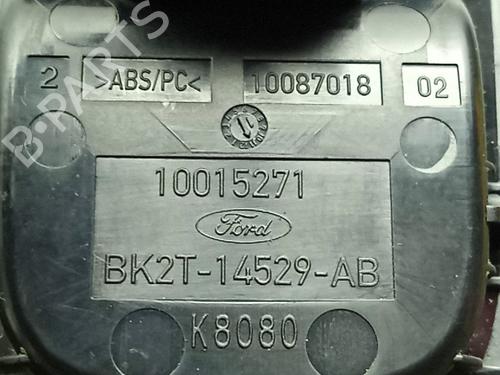 2 >ABS/PC< 10087018 02
10015271
Ford
BK2T-14529-AB
K8080
B-PARTS